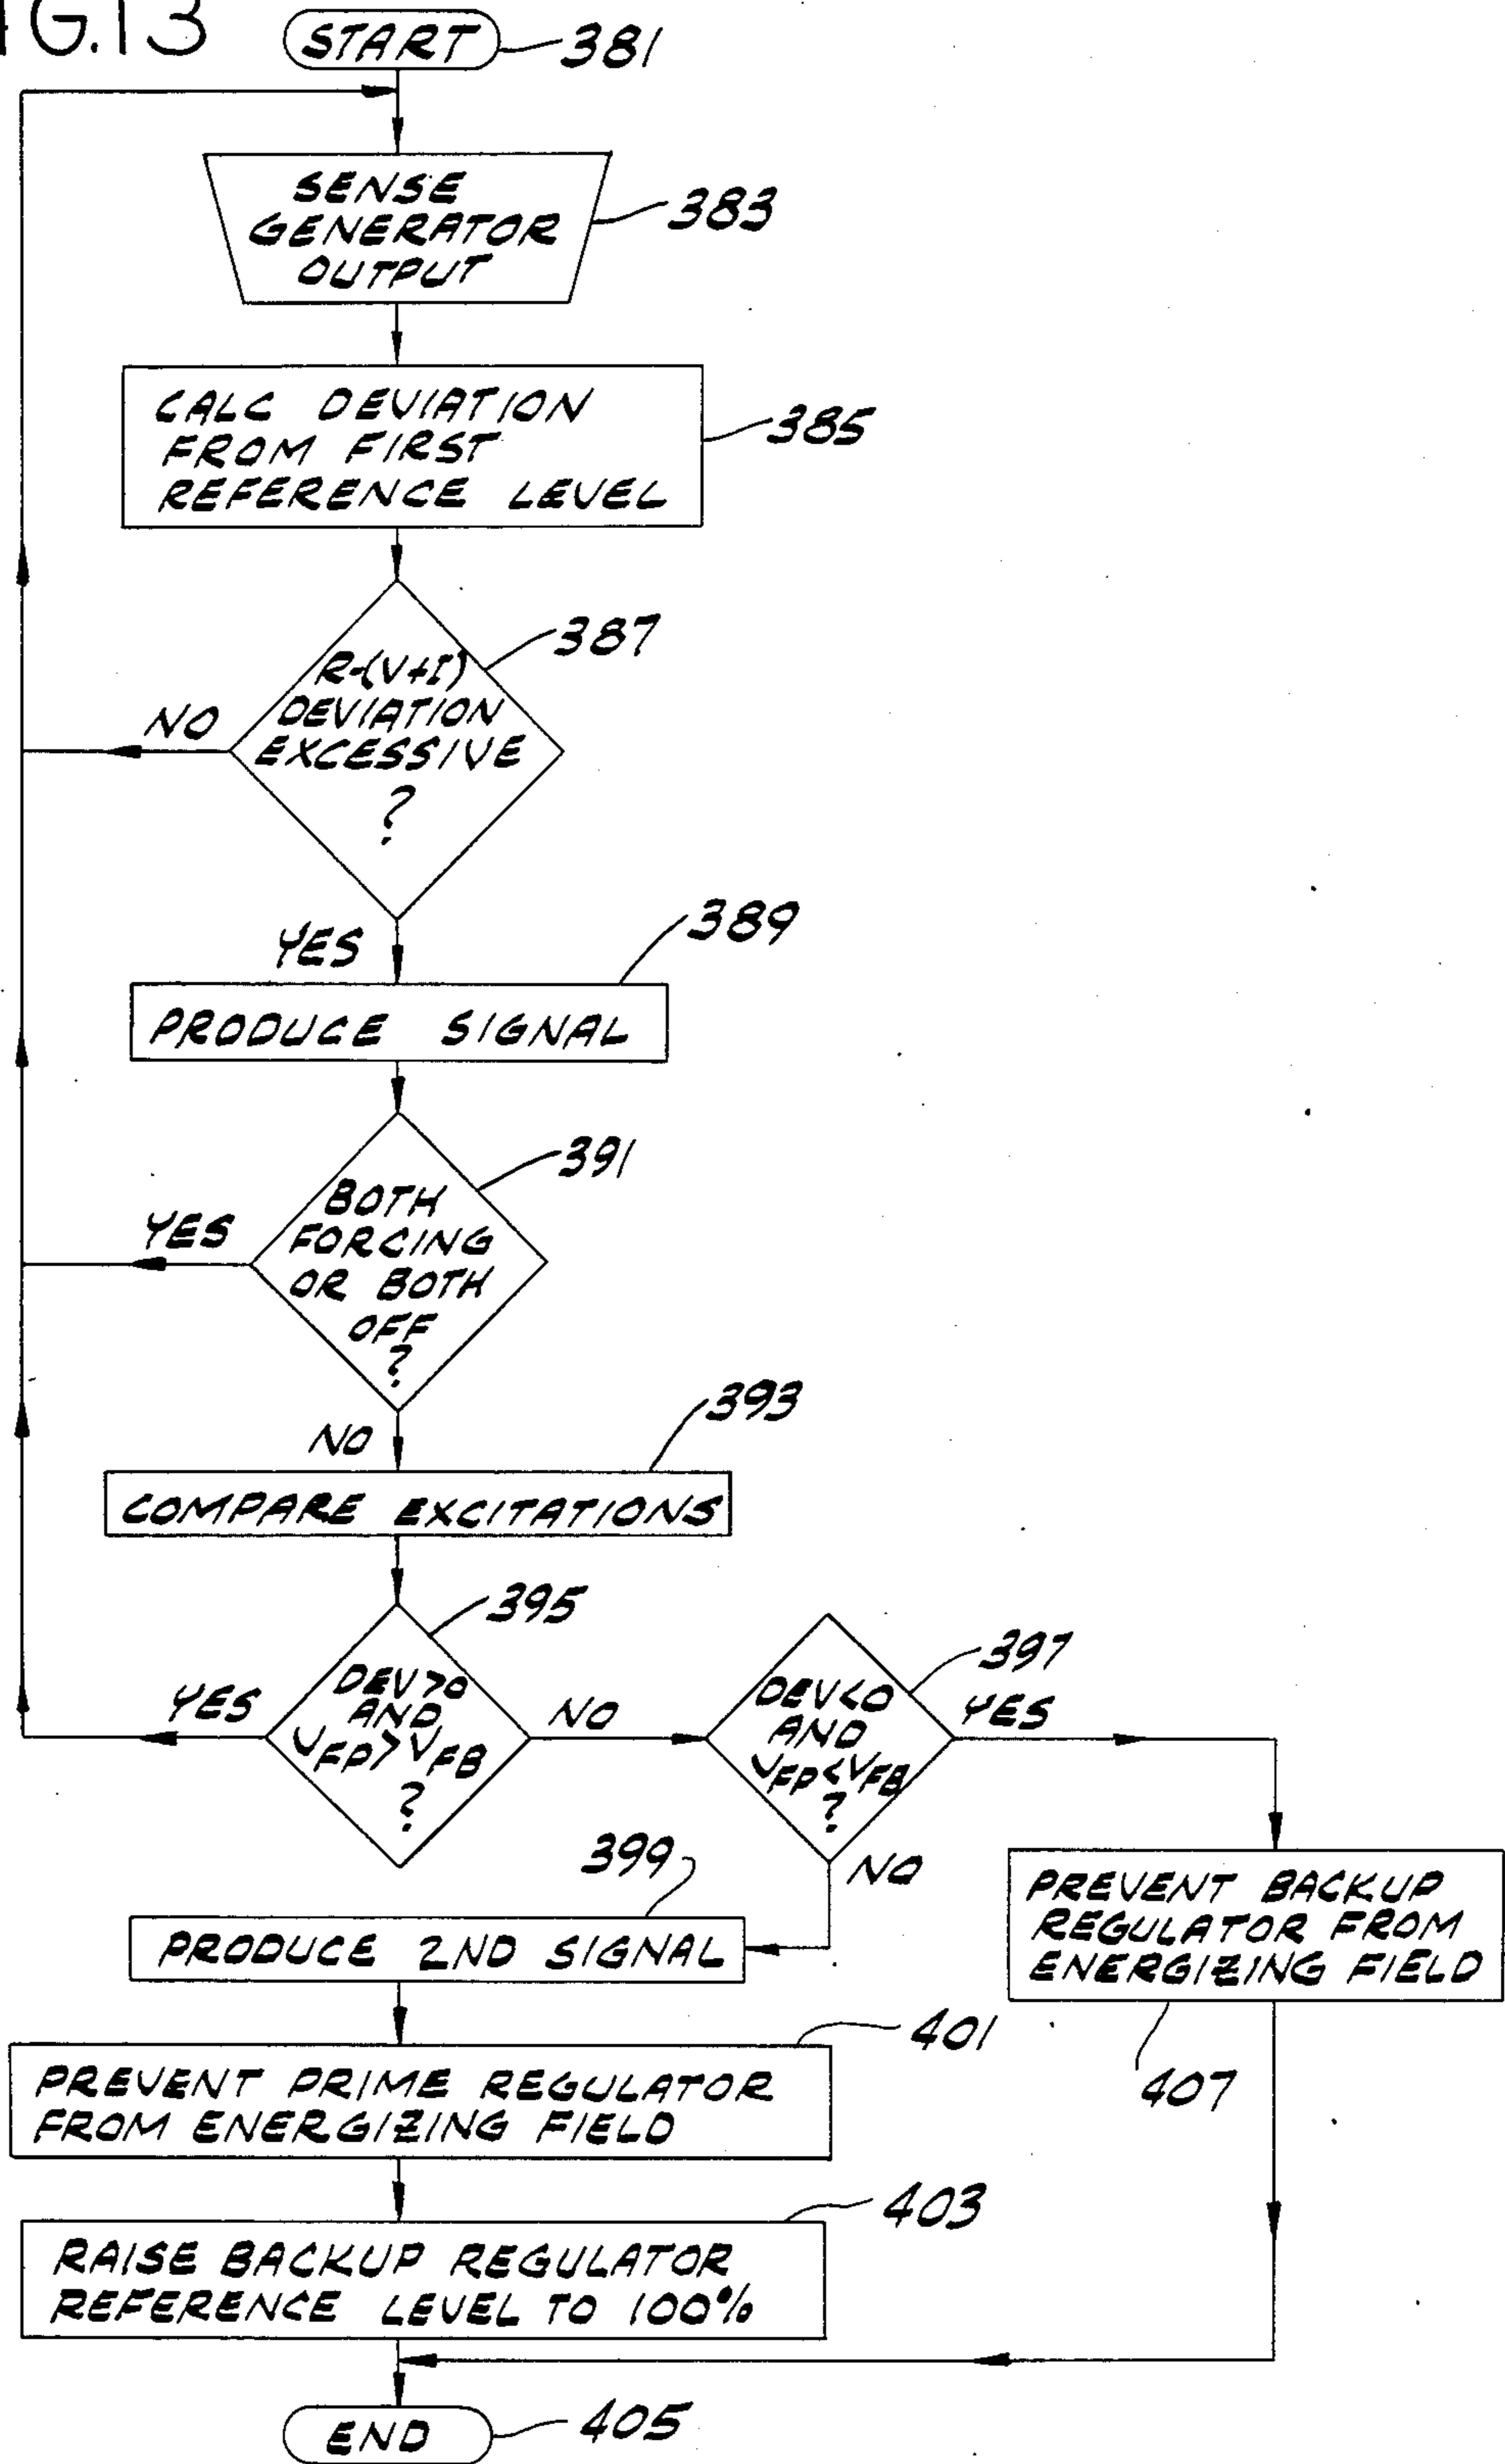 FIG.13
START
381
SENSE
GENERATOR
OUTPUT
383
CALC DEVIATION
FROM FIRST
REFERENCE LEVEL
385
R-(V+I)
DEVIATION
EXCESSIVE
?
387
NO
YES
389
PRODUCE SIGNAL
391
BOTH
FORCING
OR BOTH
OFF
?
YES
NO
393
COMPARE EXCITATIONS
395
DEV>0
AND
VFP>VFB
?
YES
NO
397
DEV<0
AND
VFP<VFB
?
YES
NO
399
PRODUCE 2ND SIGNAL
PREVENT BACKUP
REGULATOR FROM
ENERGIZING FIELD
407
401
PREVENT PRIME REGULATOR
FROM ENERGIZING FIELD
403
RAISE BACKUP REGULATOR
REFERENCE LEVEL TO 100%
END
405